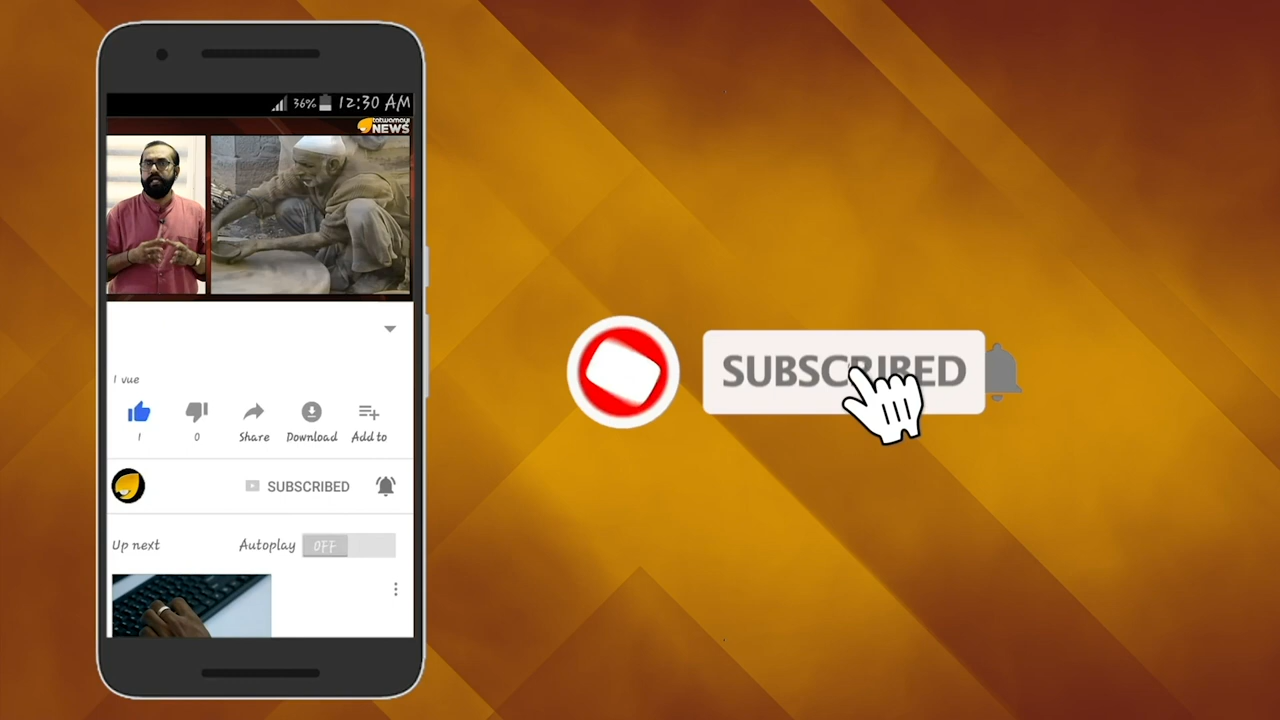 36% 12:30 AM
tatwamayi
NEWS
1 vue
1
0
Share
Download
Add to
SUBSCRIBED
Up next
Autoplay
OFF
SUBSCRIBED